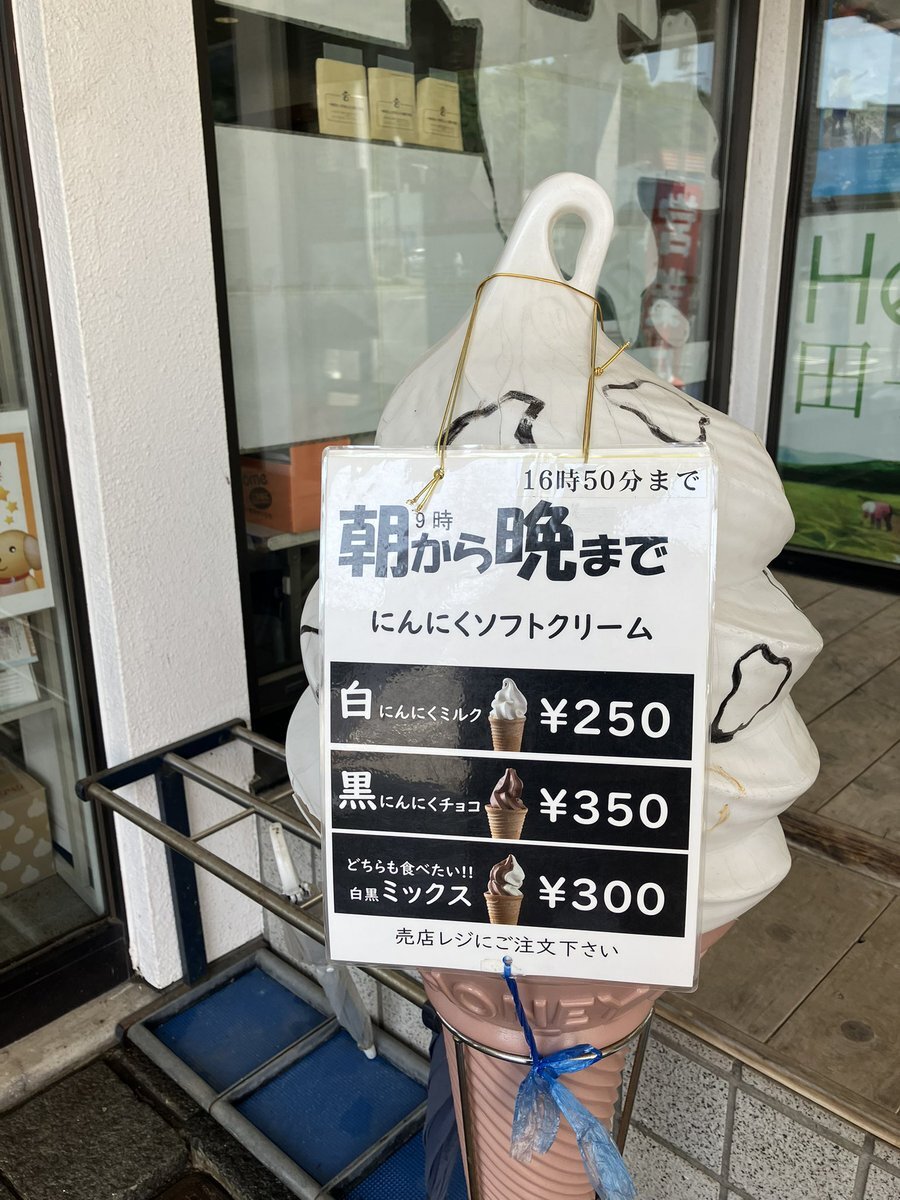 16時50分まで
9時
朝から晩まで
にんにくソフトクリーム
白にんにくミルク ¥250
黒にんにくチョコ ¥350
どちらも食べたい!!
白黒ミックス ¥300
売店レジにご注文下さい
田